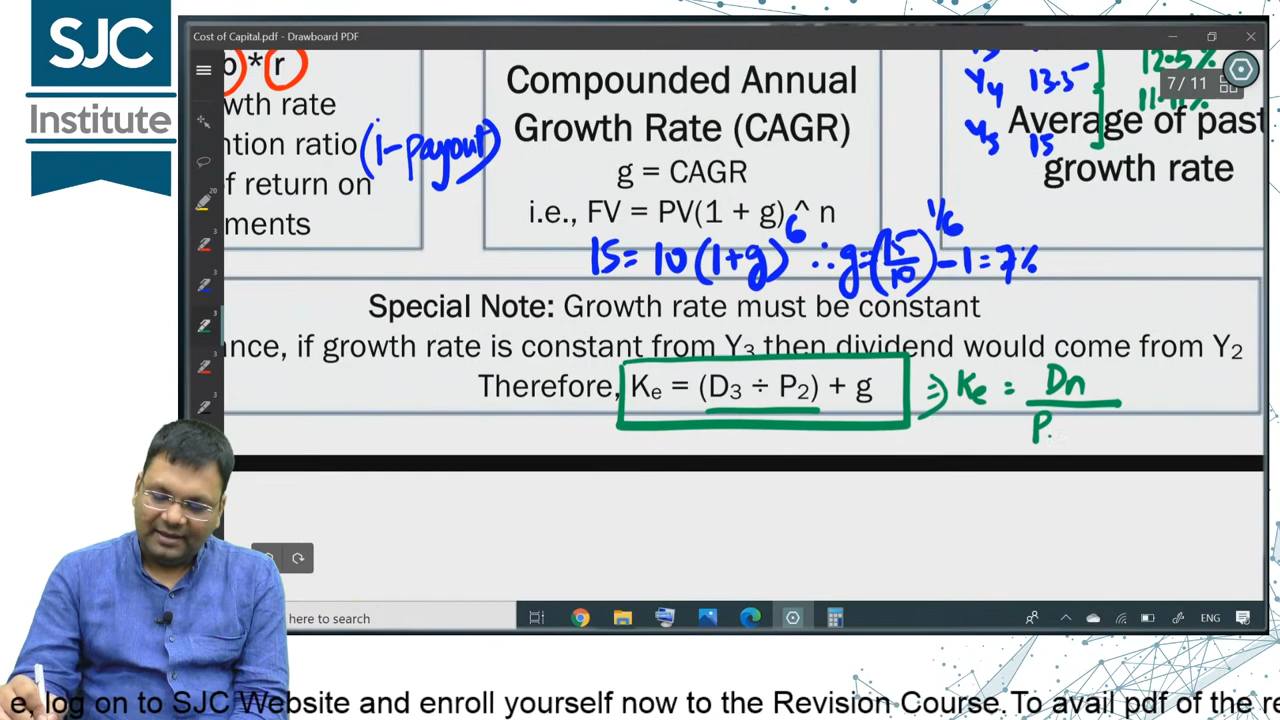 SJC
Institute
Cost of Capital.pdf - Drawboard PDF
b * r
wth rate
ntion ratio (1 - payout)
f return on
ments
Compounded Annual
Growth Rate (CAGR)
g = CAGR
i.e., FV = PV(1 + g) ^ n
15 = 10 (1+g)^6 ∴ g = (15/10)^1/6 - 1 = 7%
12.5%
Y4 13.5
Y5 15
7 / 11
Average of past
growth rate
Special Note: Growth rate must be constant
ance, if growth rate is constant from Y3 then dividend would come from Y2
Therefore, Ke = (D3 ÷ P2) + g ⇒ Ke = Dn
P
here to search
ENG
e, log on to SJC Website and enroll yourself now to the Revision Course.To avail pdf of the re